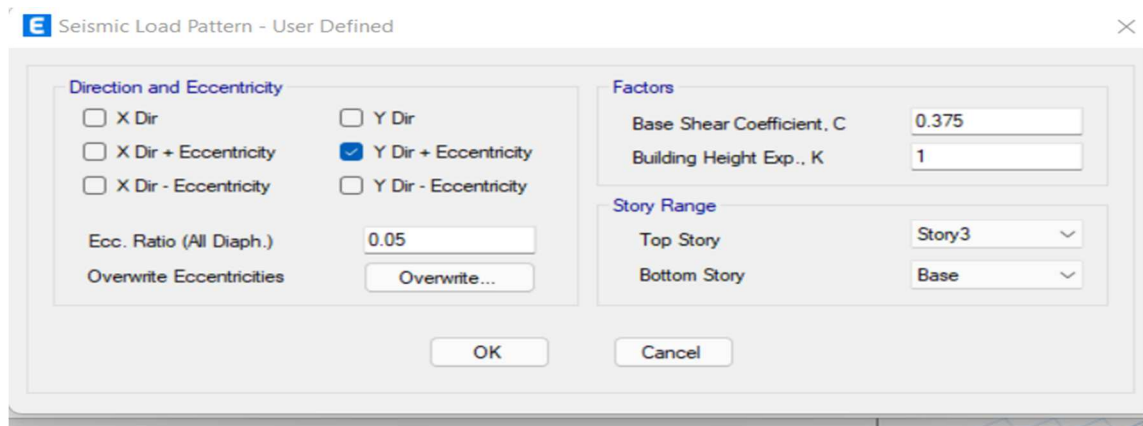 E Seismic Load Pattern - User Defined
Direction and Eccentricity
X Dir Y Dir
X Dir + Eccentricity Y Dir + Eccentricity
X Dir - Eccentricity Y Dir - Eccentricity
Ecc. Ratio (All Diaph.) 0.05
Overwrite Eccentricities Overwrite...
Factors
Base Shear Coefficient, C 0.375
Building Height Exp., K 1
Story Range
Top Story Story3
Bottom Story Base
OK Cancel